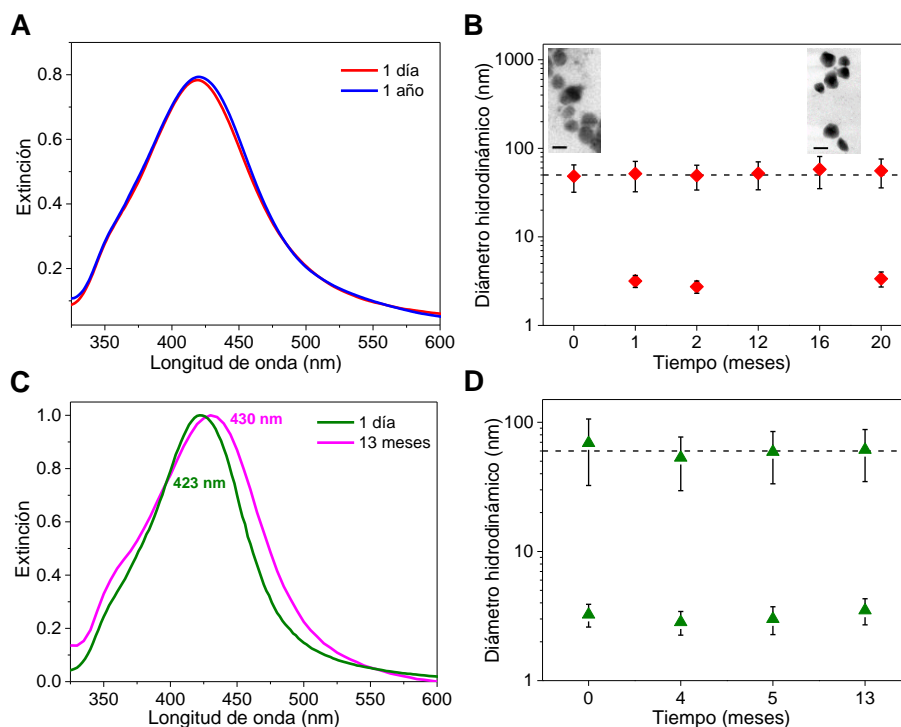 A
1 día
1 año
0.8
0.6
0.4
0.2
Extinción
350 400 450 500 550 600
Longitud de onda (nm)
B
1000
100
10
1
Diámetro hidrodinámico (nm)
0 1 2 12 16 20
Tiempo (meses)
C
430 nm
423 nm
1 día
13 meses
1.0
0.8
0.6
0.4
0.2
0.0
Extinción
350 400 450 500 550 600
Longitud de onda (nm)
D
100
10
1
Diámetro hidrodinámico (nm)
0 4 5 13
Tiempo (meses)